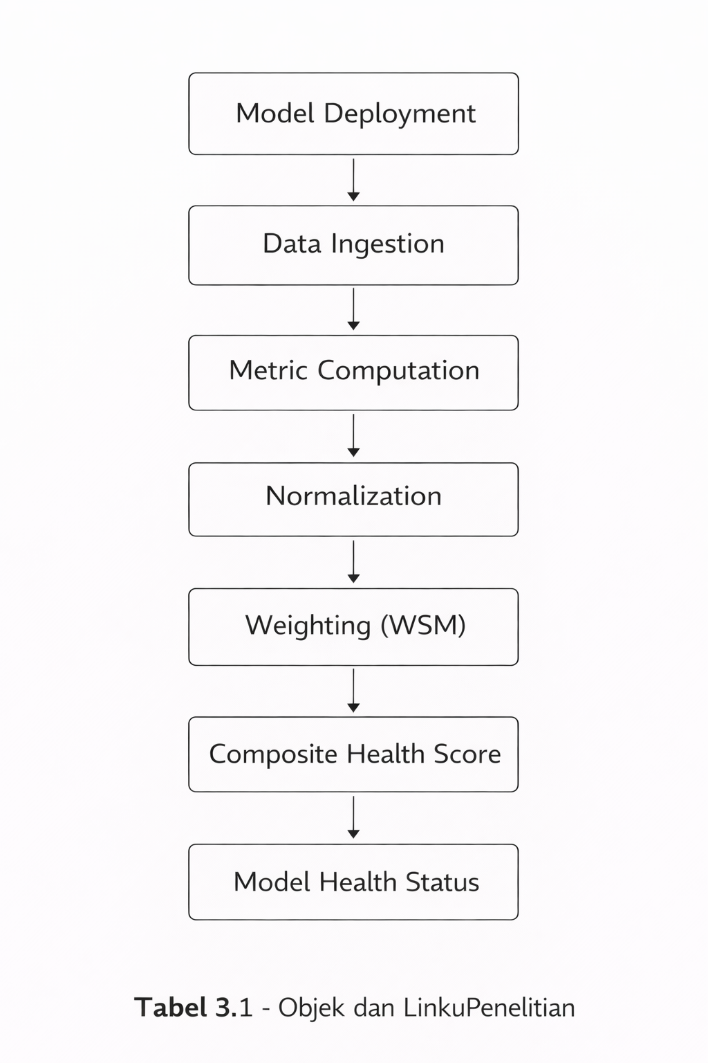 Model Deployment
Data Ingestion
Metric Computation
Normalization
Weighting (WSM)
Composite Health Score
Model Health Status
Tabel 3.1 - Objek dan LinkuPenelitian